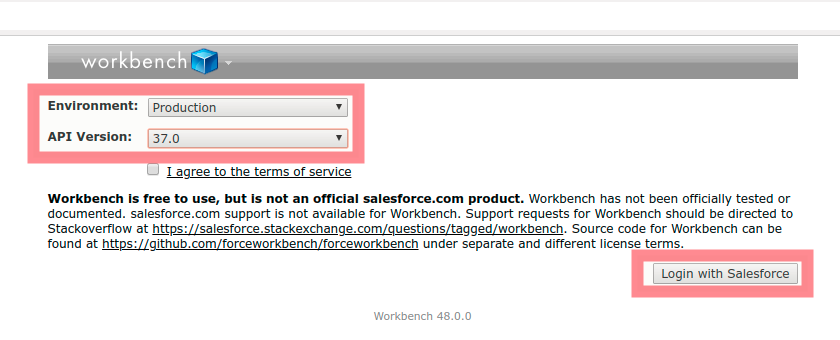 workbench
Environment: Production
API Version: 37.0
I agree to the terms of service
Workbench is free to use, but is not an official salesforce.com product. Workbench has not been officially tested or
documented. salesforce.com support is not available for Workbench. Support requests for Workbench should be directed to
Stackoverflow at https://salesforce.stackexchange.com/questions/tagged/workbench. Source code for Workbench can be
found at https://github.com/forceworkbench/forceworkbench under separate and different license terms.
Login with Salesforce
Workbench 48.0.0